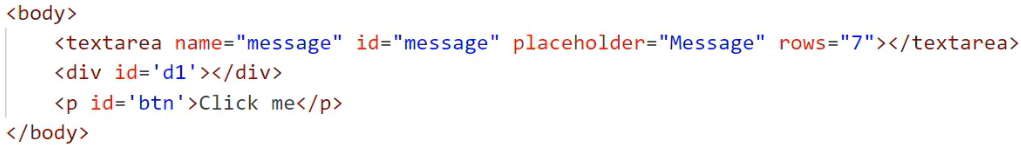 <body>
<textarea name="message" id="message" placeholder="Message" rows="7"></textarea>
<div id='d1'></div>
<p id='btn'>Click me</p>
</body>